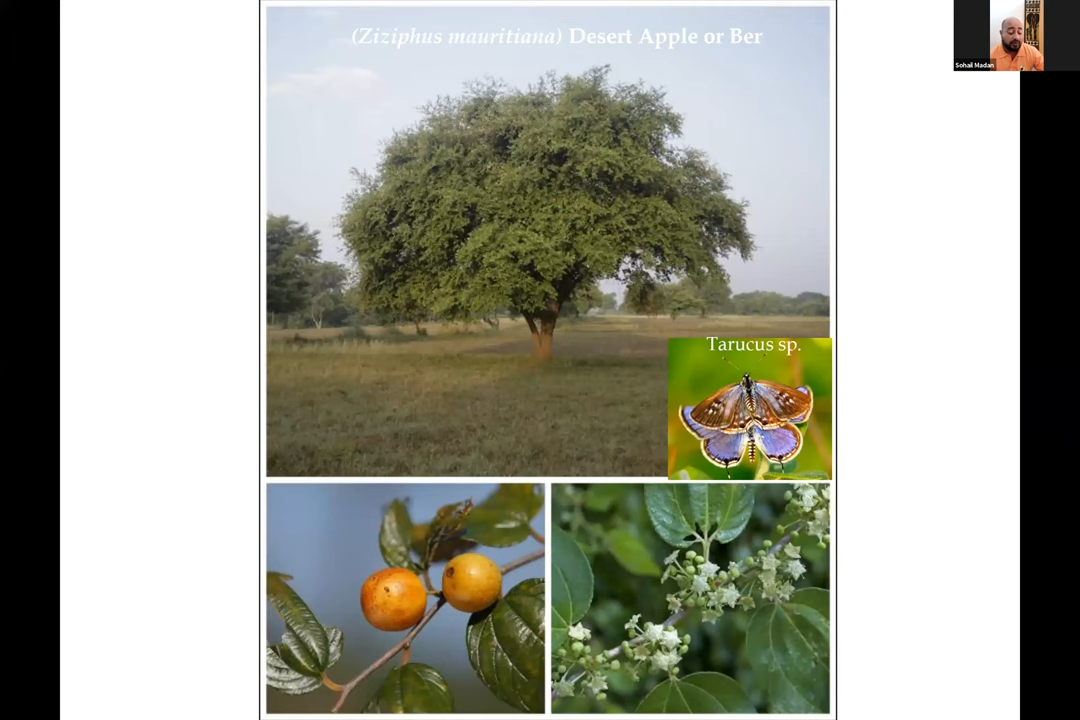 (Ziziphus mauritiana) Desert Apple or Ber
Sohail Madan
Tarucus sp.